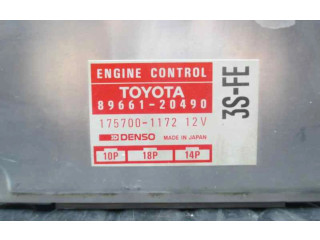 ENGINE CONTROL
TOYOTA
89661-20490
175700-1172 12V
DENSO MADE IN JAPAN
10P 18P 14P
3S-FE